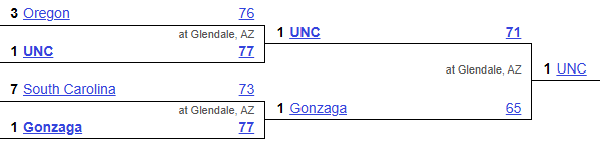 3 Oregon 76
at Glendale, AZ
1 UNC 77
7 South Carolina 73
at Glendale, AZ
1 Gonzaga 77
1 UNC 71
at Glendale, AZ
1 Gonzaga 65
1 UNC